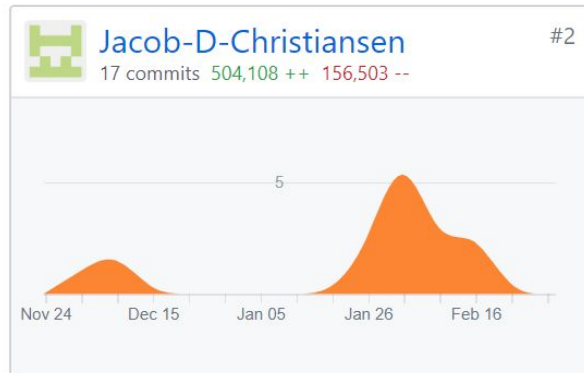 Jacob-D-Christiansen #2
17 commits 504,108 ++ 156,503 --
5
Nov 24 Dec 15 Jan 05 Jan 26 Feb 16